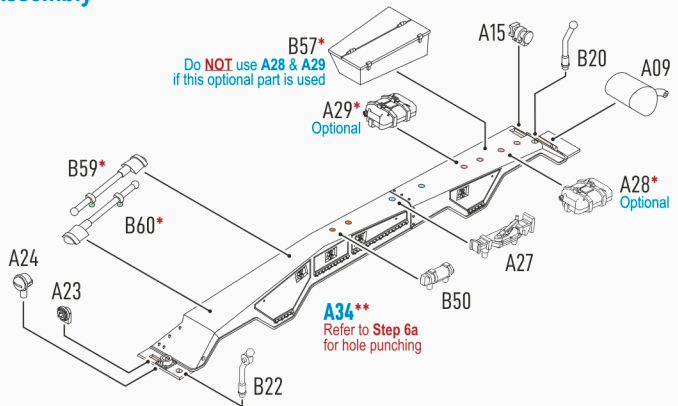 B57*
Do NOT use A28 & A29
if this optional part is used
A15
B20
A09
A29*
Optional
B59*
B60*
A28*
Optional
A24
A23
A27
B50
A34**
Refer to Step 6a
for hole punching
B22